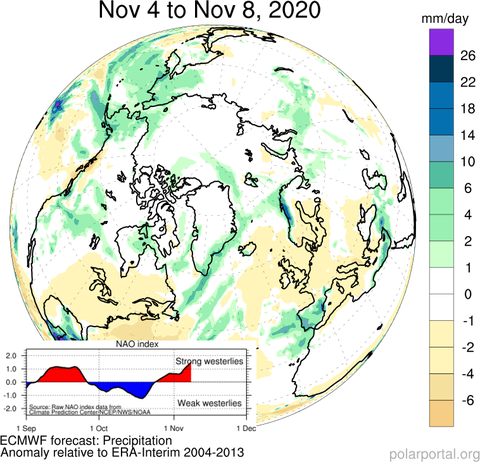 Nov 4 to Nov 8, 2020
mm/day
26
22
18
14
10
6
4
2
1
0
-1
-2
-4
-6
NAO index
2.0
1.0
0.0
-1.0
-2.0
Strong westerlies
Weak westerlies
Source: Raw NAO index data from
Climate Prediction Center/NCEP/NWS/NOAA
1 Sep
1 Oct
1 Nov
1 Dec
ECMWF forecast: Precipitation
Anomaly relative to ERA-Interim 2004-2013
polarportal.org